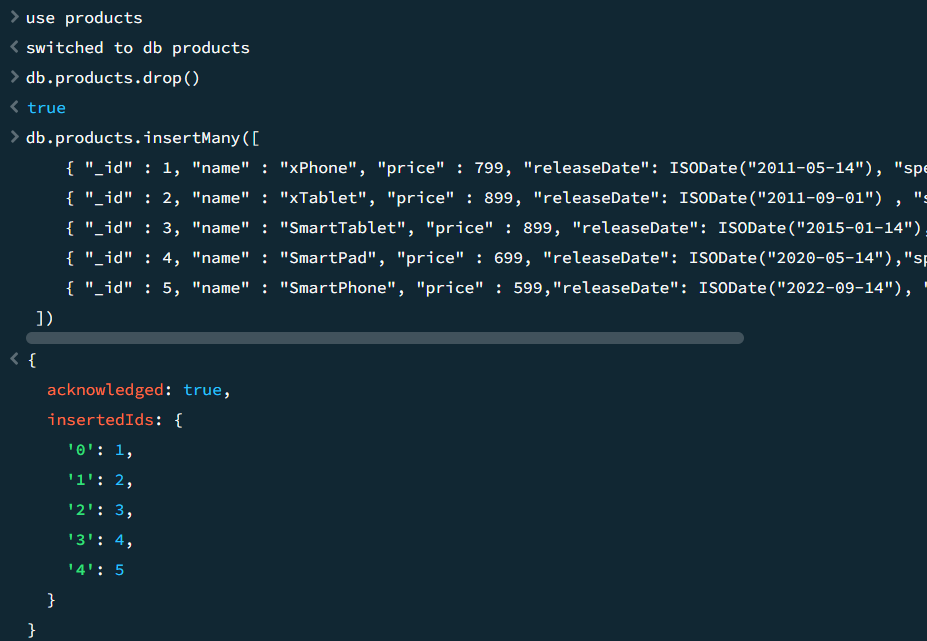 > use products
< switched to db products
> db.products.drop()
< true
> db.products.insertMany([
{ "_id" : 1, "name" : "xPhone", "price" : 799, "releaseDate": ISODate("2011-05-14"), "spe
{ "_id" : 2, "name" : "xTablet", "price" : 899, "releaseDate": ISODate("2011-09-01") , "s
{ "_id" : 3, "name" : "SmartTablet", "price" : 899, "releaseDate": ISODate("2015-01-14"),
{ "_id" : 4, "name" : "SmartPad", "price" : 699, "releaseDate": ISODate("2020-05-14"),"sp
{ "_id" : 5, "name" : "SmartPhone", "price" : 599,"releaseDate": ISODate("2022-09-14"), "
])
< {
acknowledged: true,
insertedIds: {
'0': 1,
'1': 2,
'2': 3,
'3': 4,
'4': 5
}
}